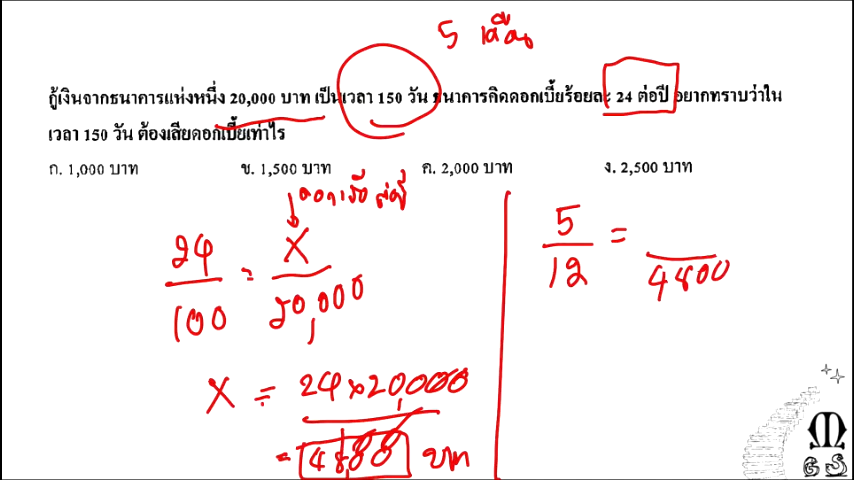 5 เดือน
กู้เงินจากธนาคารแห่งหนึ่ง 20,000 บาท เป็นเวลา 150 วัน ธนาคารคิดดอกเบี้ยร้อยละ 24 ต่อปี อยากทราบว่าใน
เวลา 150 วัน ต้องเสียดอกเบี้ยเท่าไร
ก. 1,000 บาท ข. 1,500 บาท ค. 2,000 บาท ง. 2,500 บาท
ดอกเบี้ย ต่อปี
24 = X
100 20,000
5 =
12 4800
X = 24 x 20,000
= 4800 บาท
M
GS